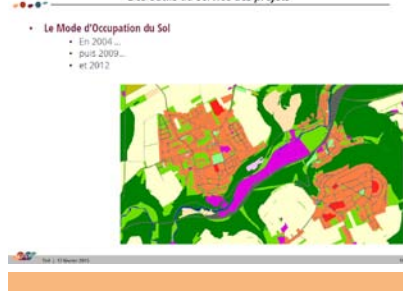 Des outils au service des projets
• Le Mode d'Occupation du Sol
• En 2004 ...
• puis 2009...
• et 2012